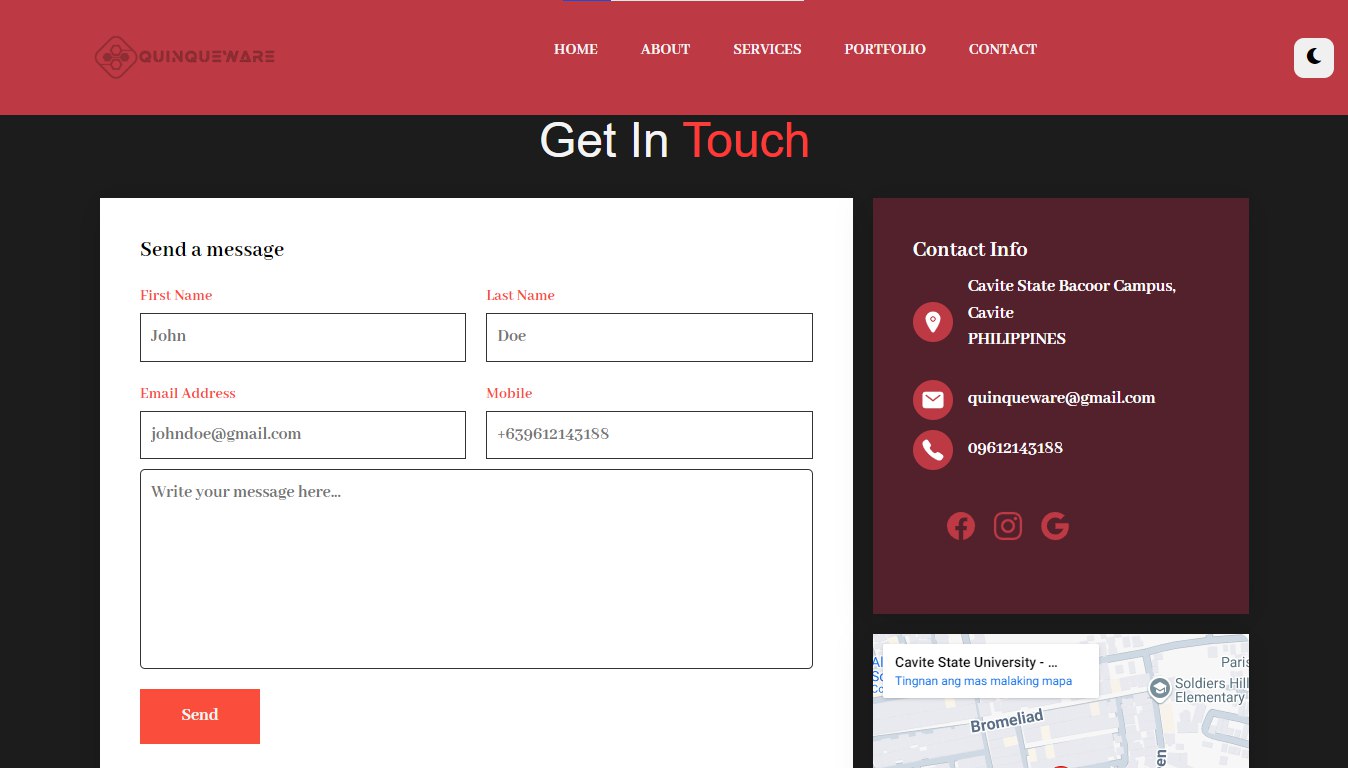 QUINQUEWARE
HOME
ABOUT
SERVICES
PORTFOLIO
CONTACT
Get In Touch
Send a message
First Name
Last Name
John
Doe
Email Address
Mobile
johndoe@gmail.com
+639612143188
Write your message here...
Send
Contact Info
Cavite State Bacoor Campus,
Cavite
PHILIPPINES
quinqueware@gmail.com
09612143188
Cavite State University - ...
Tingnan ang mas malaking mapa
Paris
Soldiers Hill
Elementary
Bromeliad